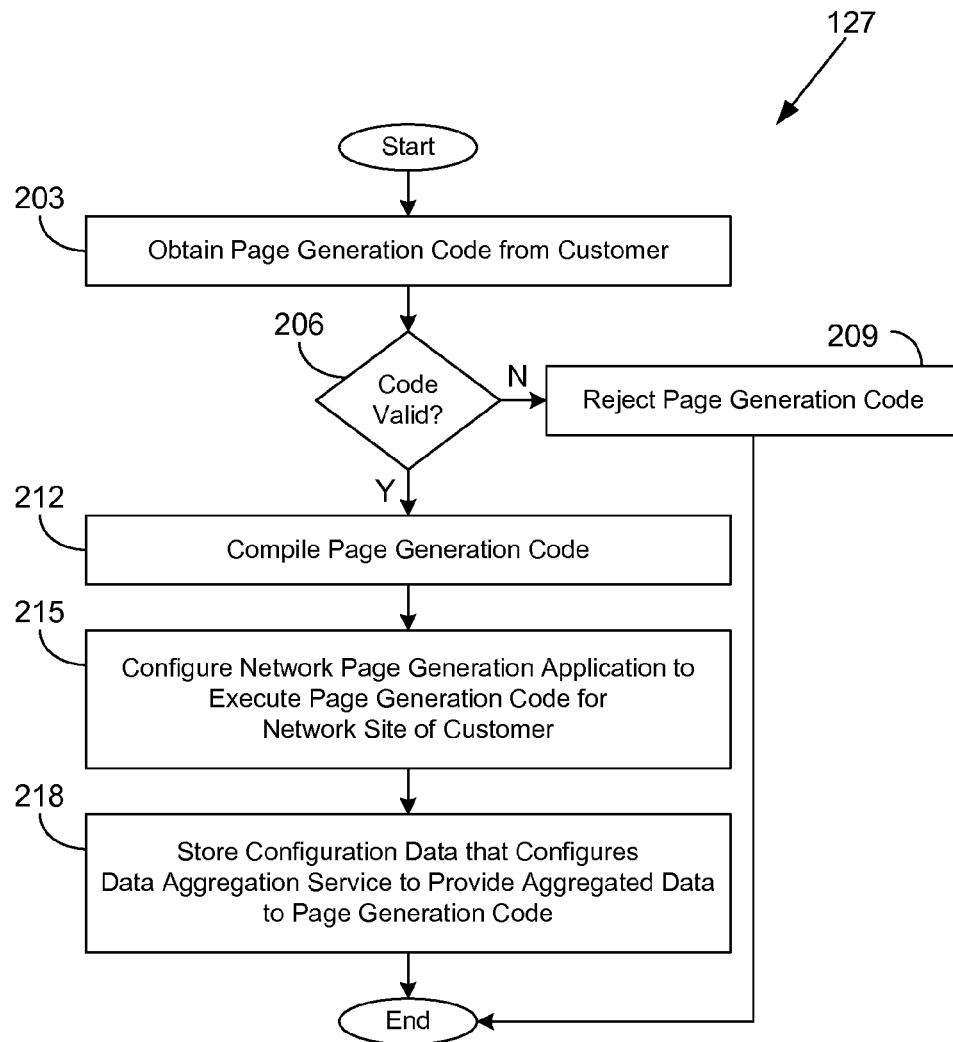 127
Start
203
Obtain Page Generation Code from Customer
206
Code
Valid?
N
209
Reject Page Generation Code
Y
212
Compile Page Generation Code
215
Configure Network Page Generation Application to
Execute Page Generation Code for
Network Site of Customer
218
Store Configuration Data that Configures
Data Aggregation Service to Provide Aggregated Data
to Page Generation Code
End